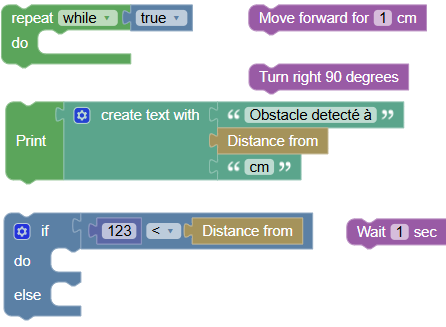 repeat while true
do
Move forward for 1 cm
Turn right 90 degrees
Print create text with “ Obstacle detecté à ”
Distance from
“ cm ”
if 123 < Distance from
do
else
Wait 1 sec